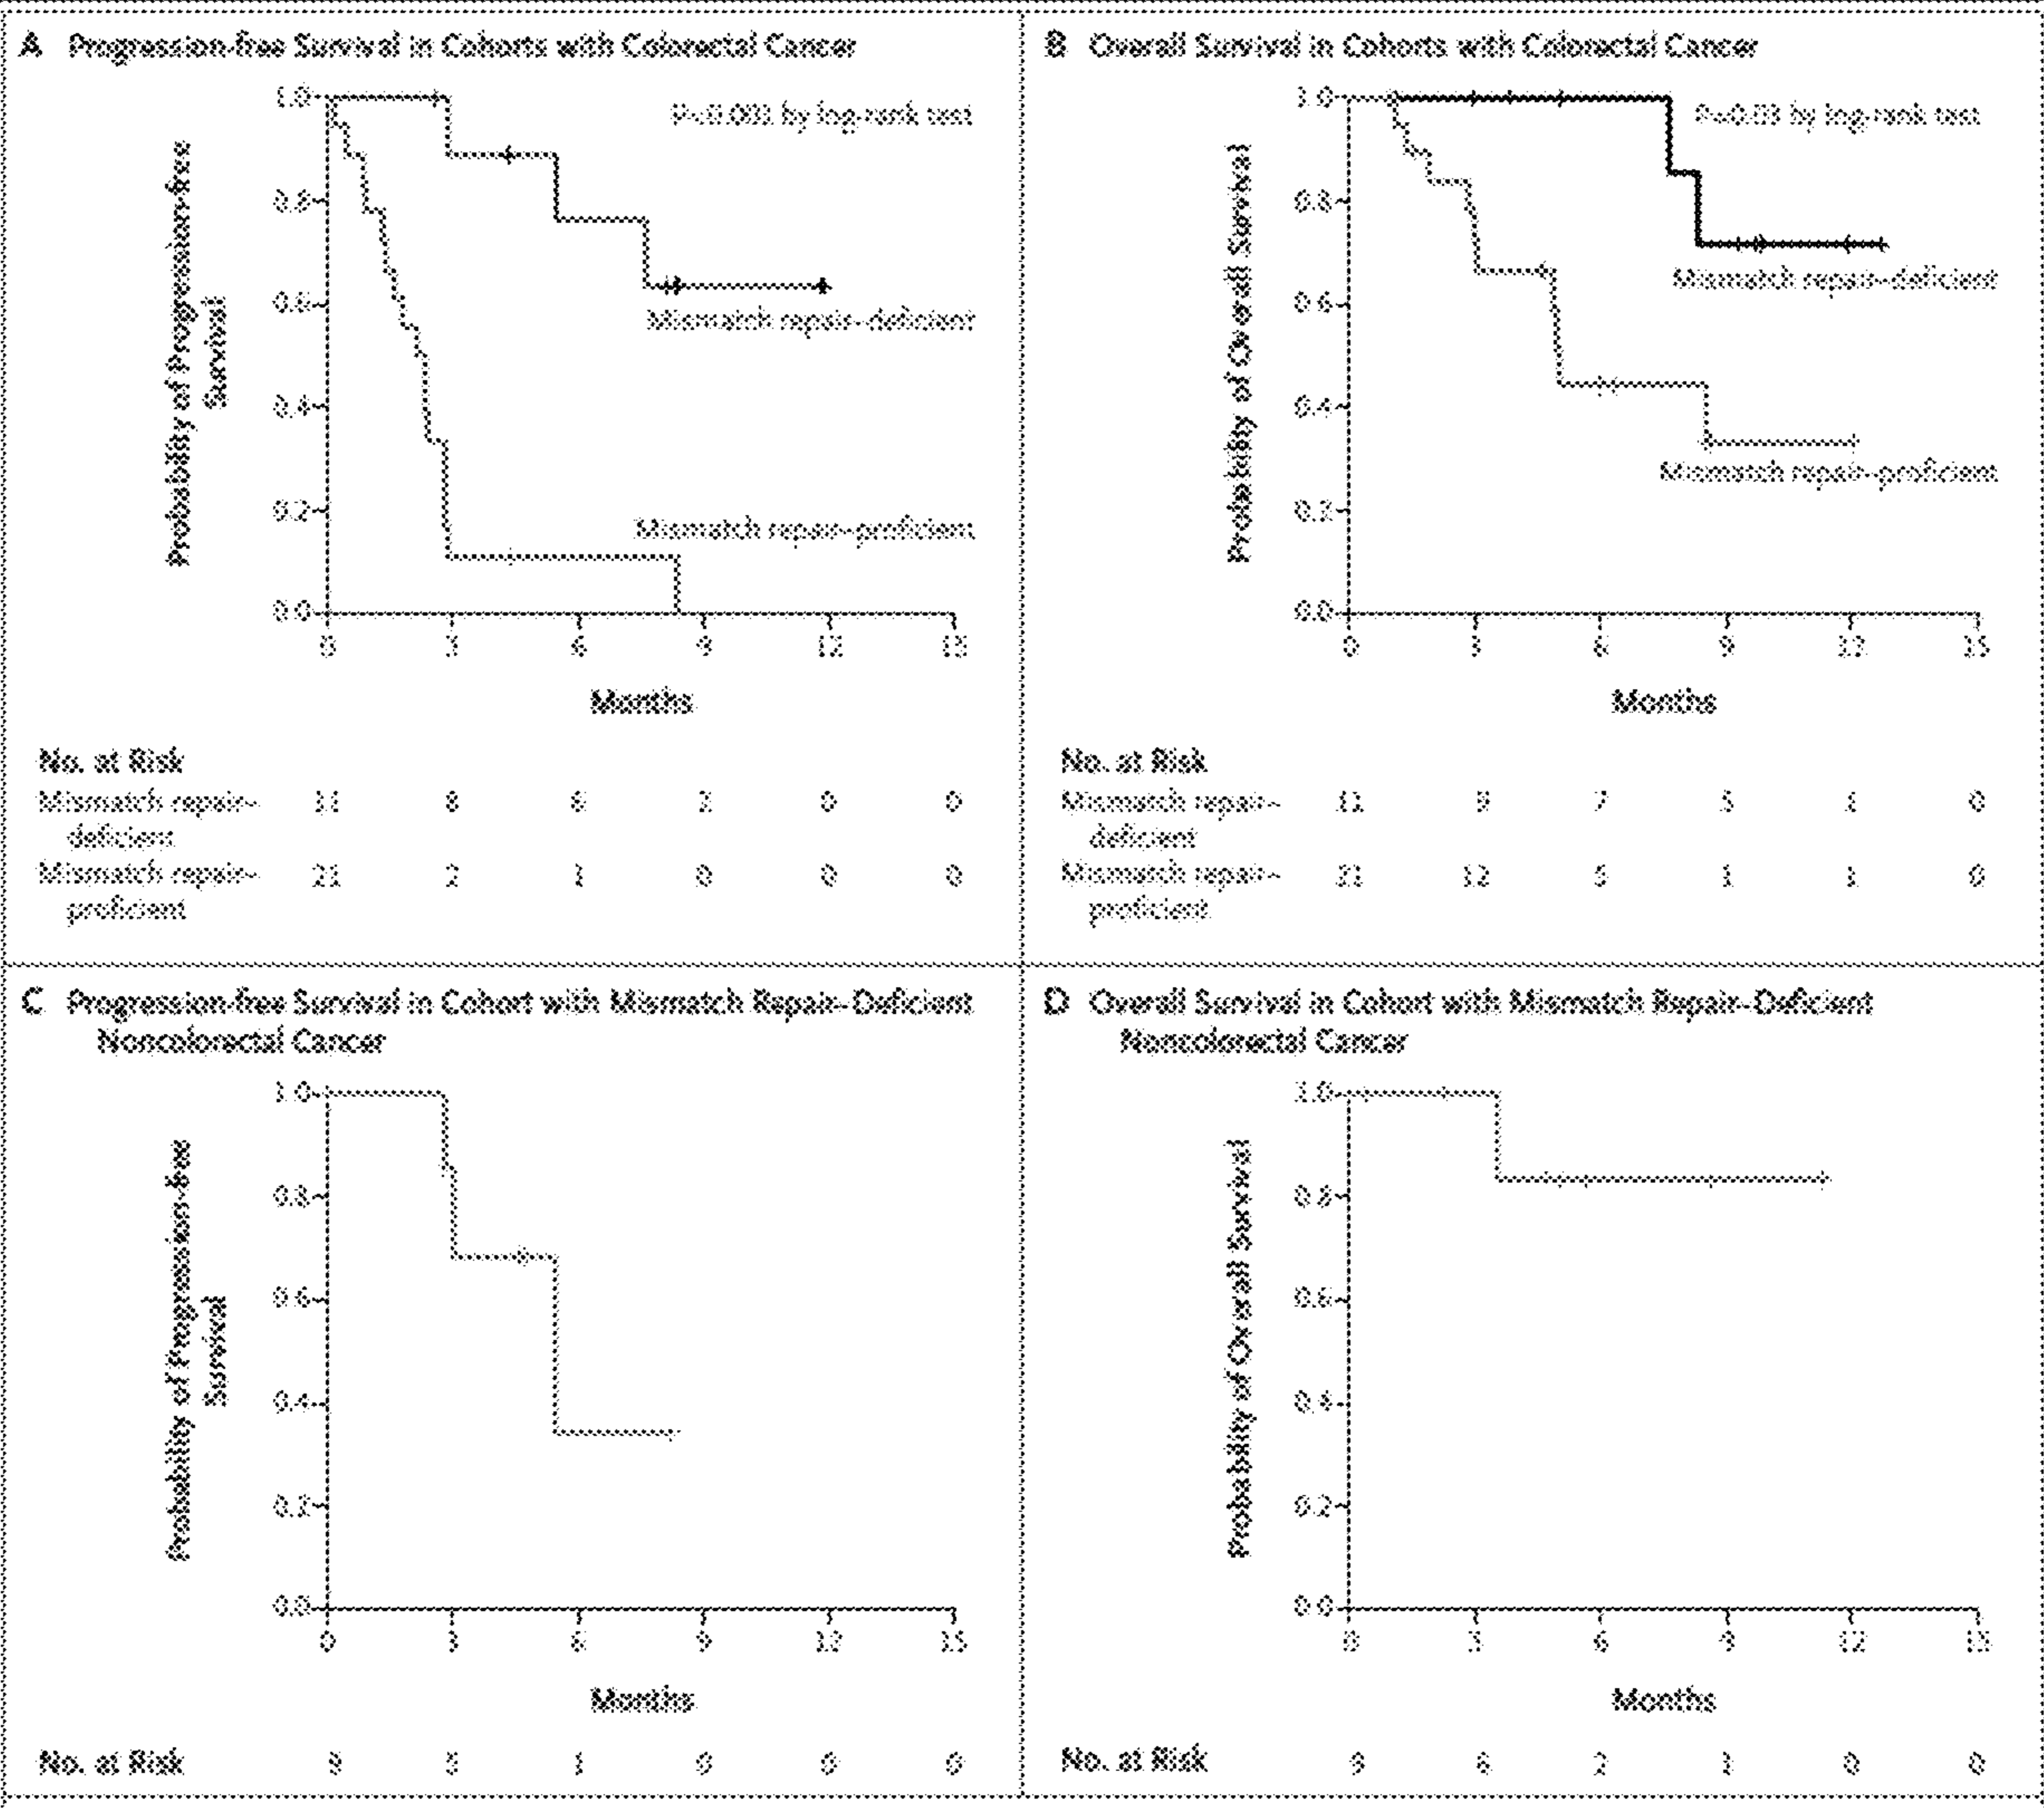 A Progression-free Survival in Cohorts with Colorectal Cancer
1.0
P<0.001 by log-rank test
0.8
0.6
0.4
0.2
0.0
Probability of Progression-free
Survival
Mismatch repair–deficient
Mismatch repair–proficient
0 3 6 9 12 15
Months
No. at Risk
Mismatch repair– 11 8 6 2 0 0
deficient
Mismatch repair– 21 2 1 0 0 0
proficient
B Overall Survival in Cohorts with Colorectal Cancer
1.0
P=0.03 by log-rank test
0.8
0.6
0.4
0.2
0.0
Probability of Overall Survival
Mismatch repair–deficient
Mismatch repair–proficient
0 3 6 9 12 15
Months
No. at Risk
Mismatch repair– 11 9 7 5 1 0
deficient
Mismatch repair– 21 12 5 1 1 0
proficient
C Progression-free Survival in Cohort with Mismatch Repair–Deficient
Noncolorectal Cancer
1.0
0.8
0.6
0.4
0.2
0.0
Probability of Progression-free
Survival
0 3 6 9 12 15
Months
No. at Risk 1 0 0 0
D Overall Survival in Cohort with Mismatch Repair–Deficient
Noncolorectal Cancer
1.0
0.8
0.6
0.4
0.2
0.0
Probability of Overall Survival
0 3 6 9 12 15
Months
No. at Risk 9 6 2 1 0 0